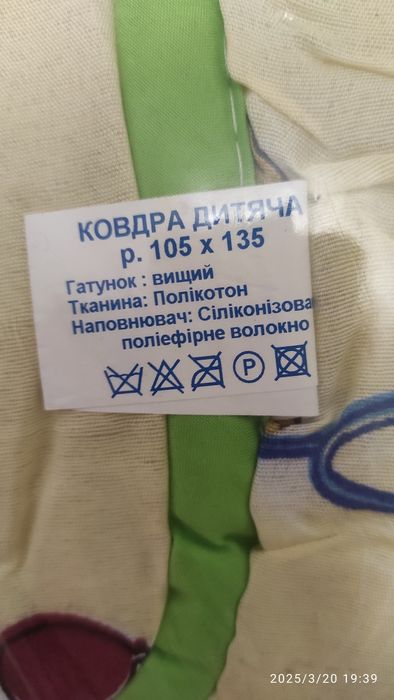 КОВДРА ДИТЯЧА
р. 105 х 135
Гатунок : вищий
Тканина: Полікотон
Наповнювач: Сіліконізова
поліефірне волокно
P
2025/3/20 19:39